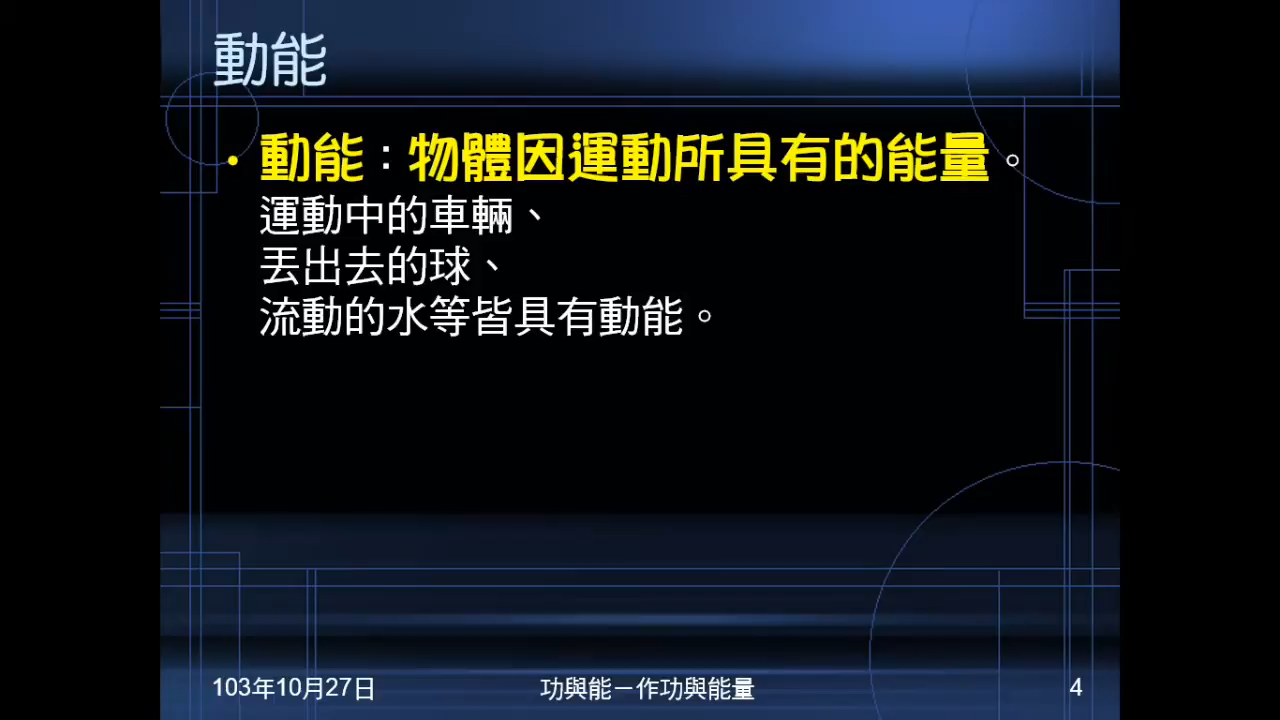 動能
• 動能：物體因運動所具有的能量。
運動中的車輛、
丟出去的球、
流動的水等皆具有動能。
103年10月27日
功與能－作功與能量
4